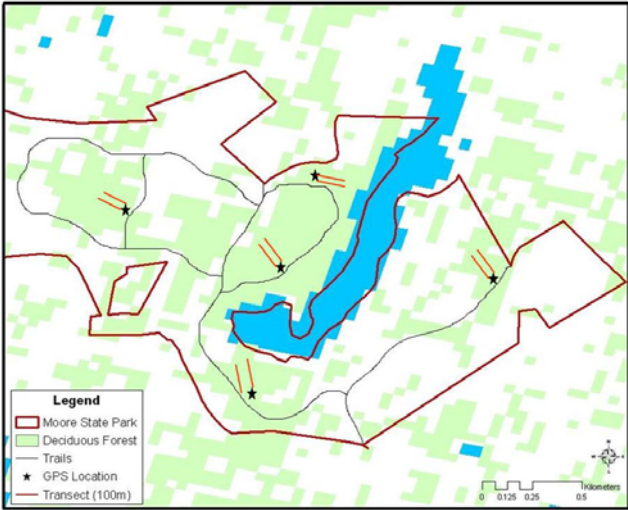 Legend
Moore State Park
Deciduous Forest
Trails
GPS Location
Transect (100m)
Kilometers
0 0.125 0.25 0.5